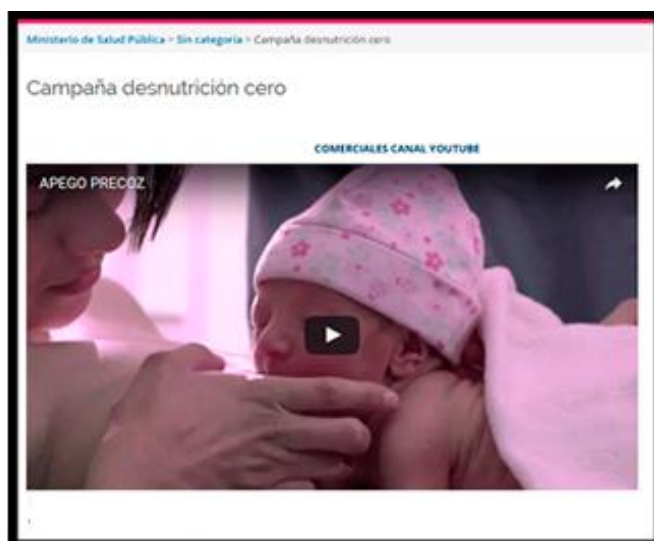 Ministerio de Salud Pública > Sin categoría > Campaña desnutrición cero
Campaña desnutrición cero
COMERCIALES CANAL YOUTUBE
APEGO PRECOZ